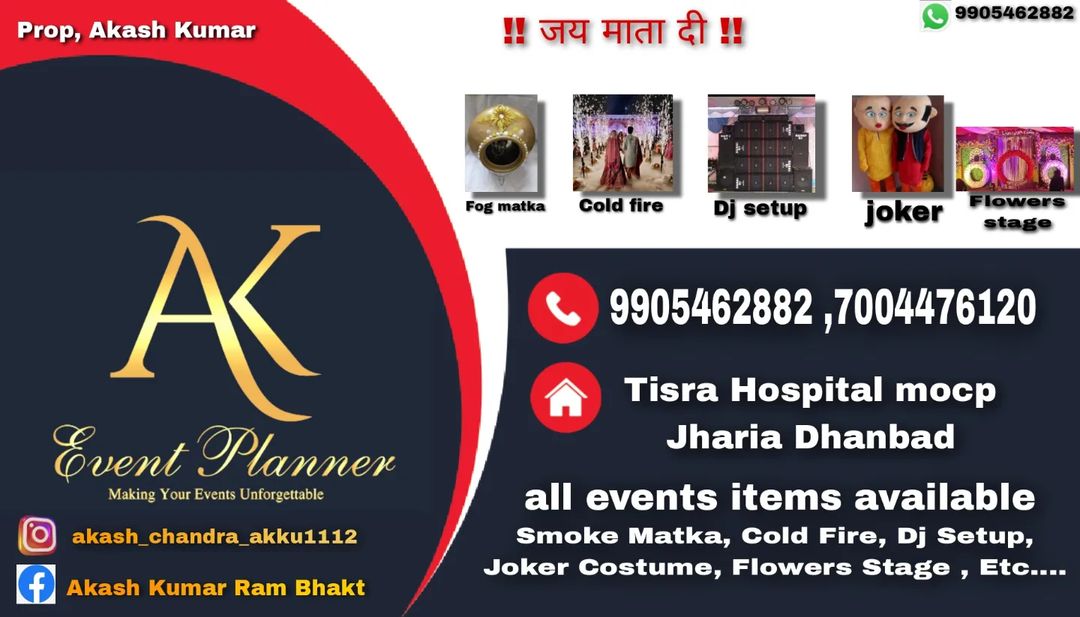 Prop, Akash Kumar
!! जय माता दी !!
9905462882
Fog matka
Cold fire
Dj setup
joker
Flowers
stage
AK
Event Planner
Making Your Events Unforgettable
akash_chandra_akku1112
Akash Kumar Ram Bhakt
9905462882 ,7004476120
Tisra Hospital mocp
Jharia Dhanbad
all events items available
Smoke Matka, Cold Fire, Dj Setup,
Joker Costume, Flowers Stage , Etc....